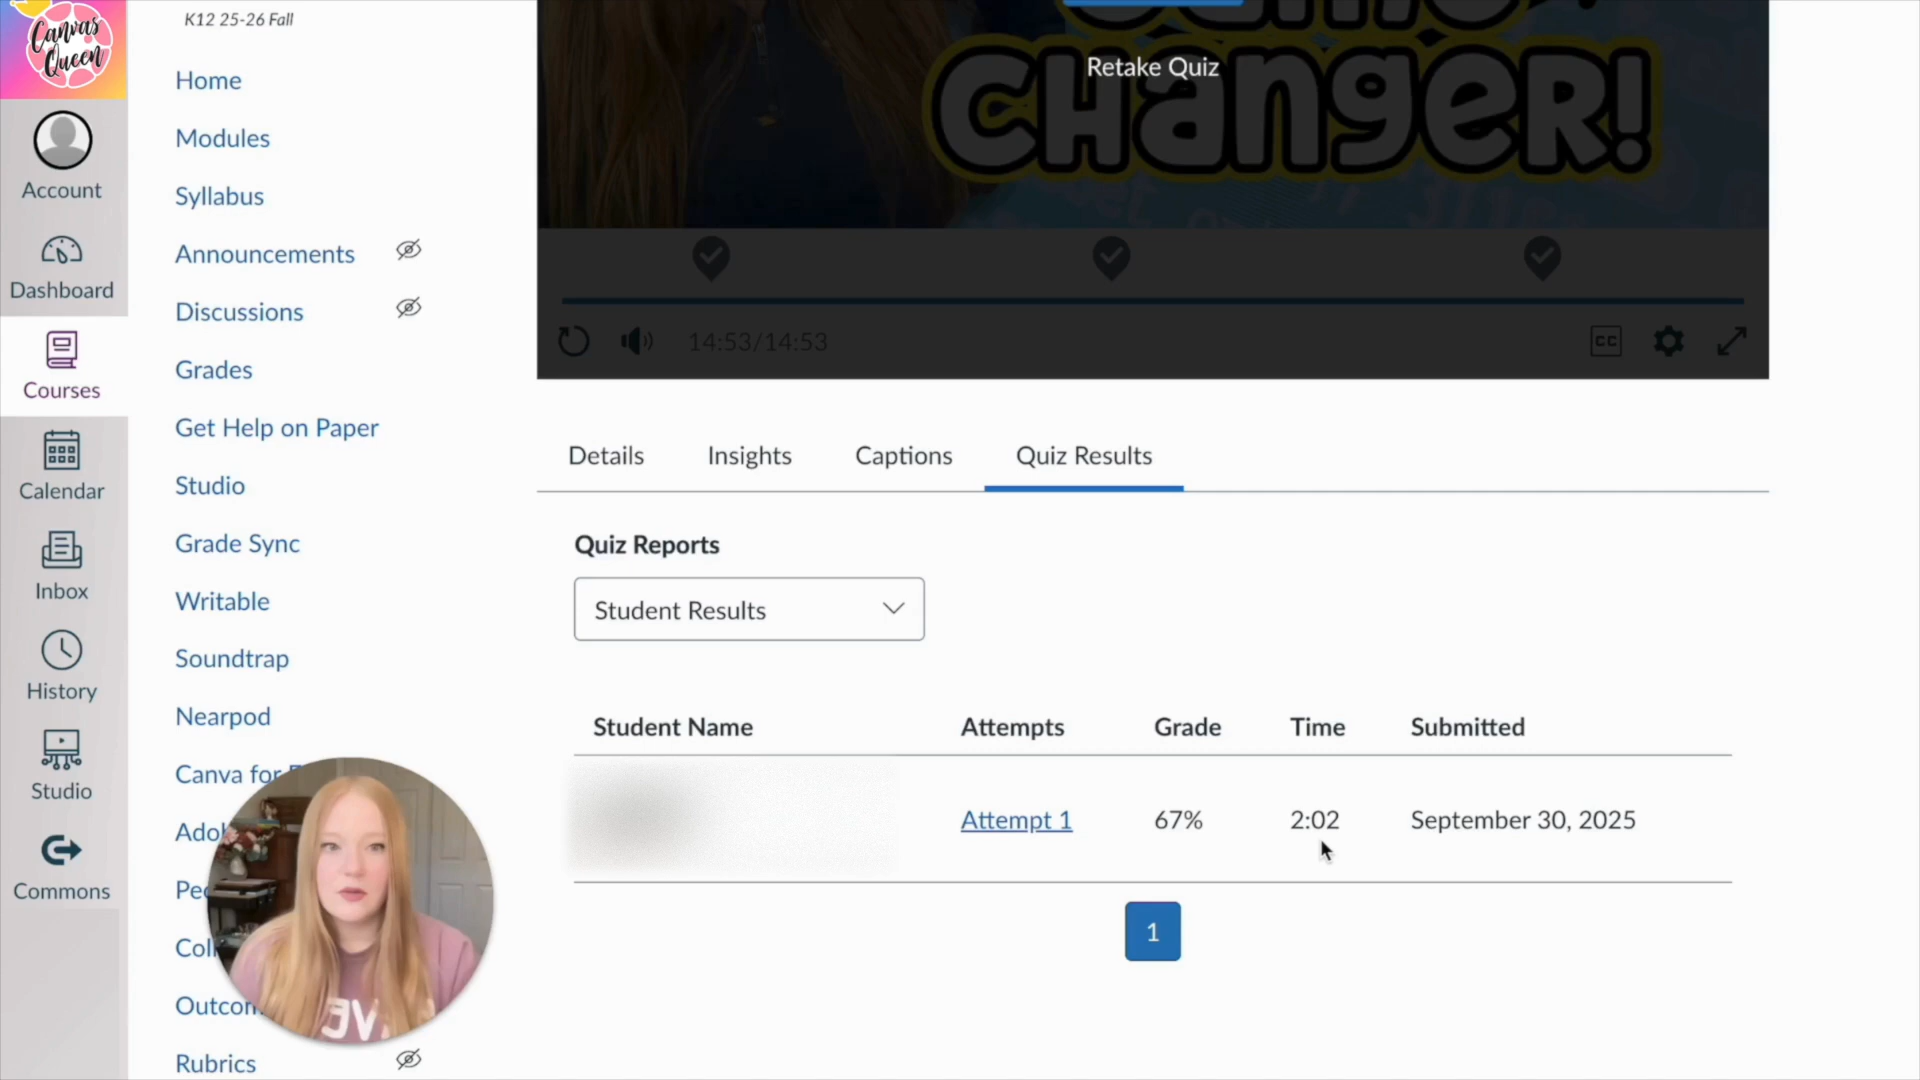 Canvas
Queen
K12 25-26 Fall
Home
Modules
Syllabus
Announcements
Discussions
Grades
Get Help on Paper
Studio
Grade Sync
Writable
Soundtrap
Nearpod
Canva for
Rubrics
Account
Dashboard
Courses
Calendar
Inbox
History
Studio
Commons
CHanger!
Retake Quiz
14:53/14:53
CC
Details
Insights
Captions
Quiz Results
Quiz Reports
Student Results
Student Name Attempts Grade Time Submitted
Attempt 1 67% 2:02 September 30, 2025
1